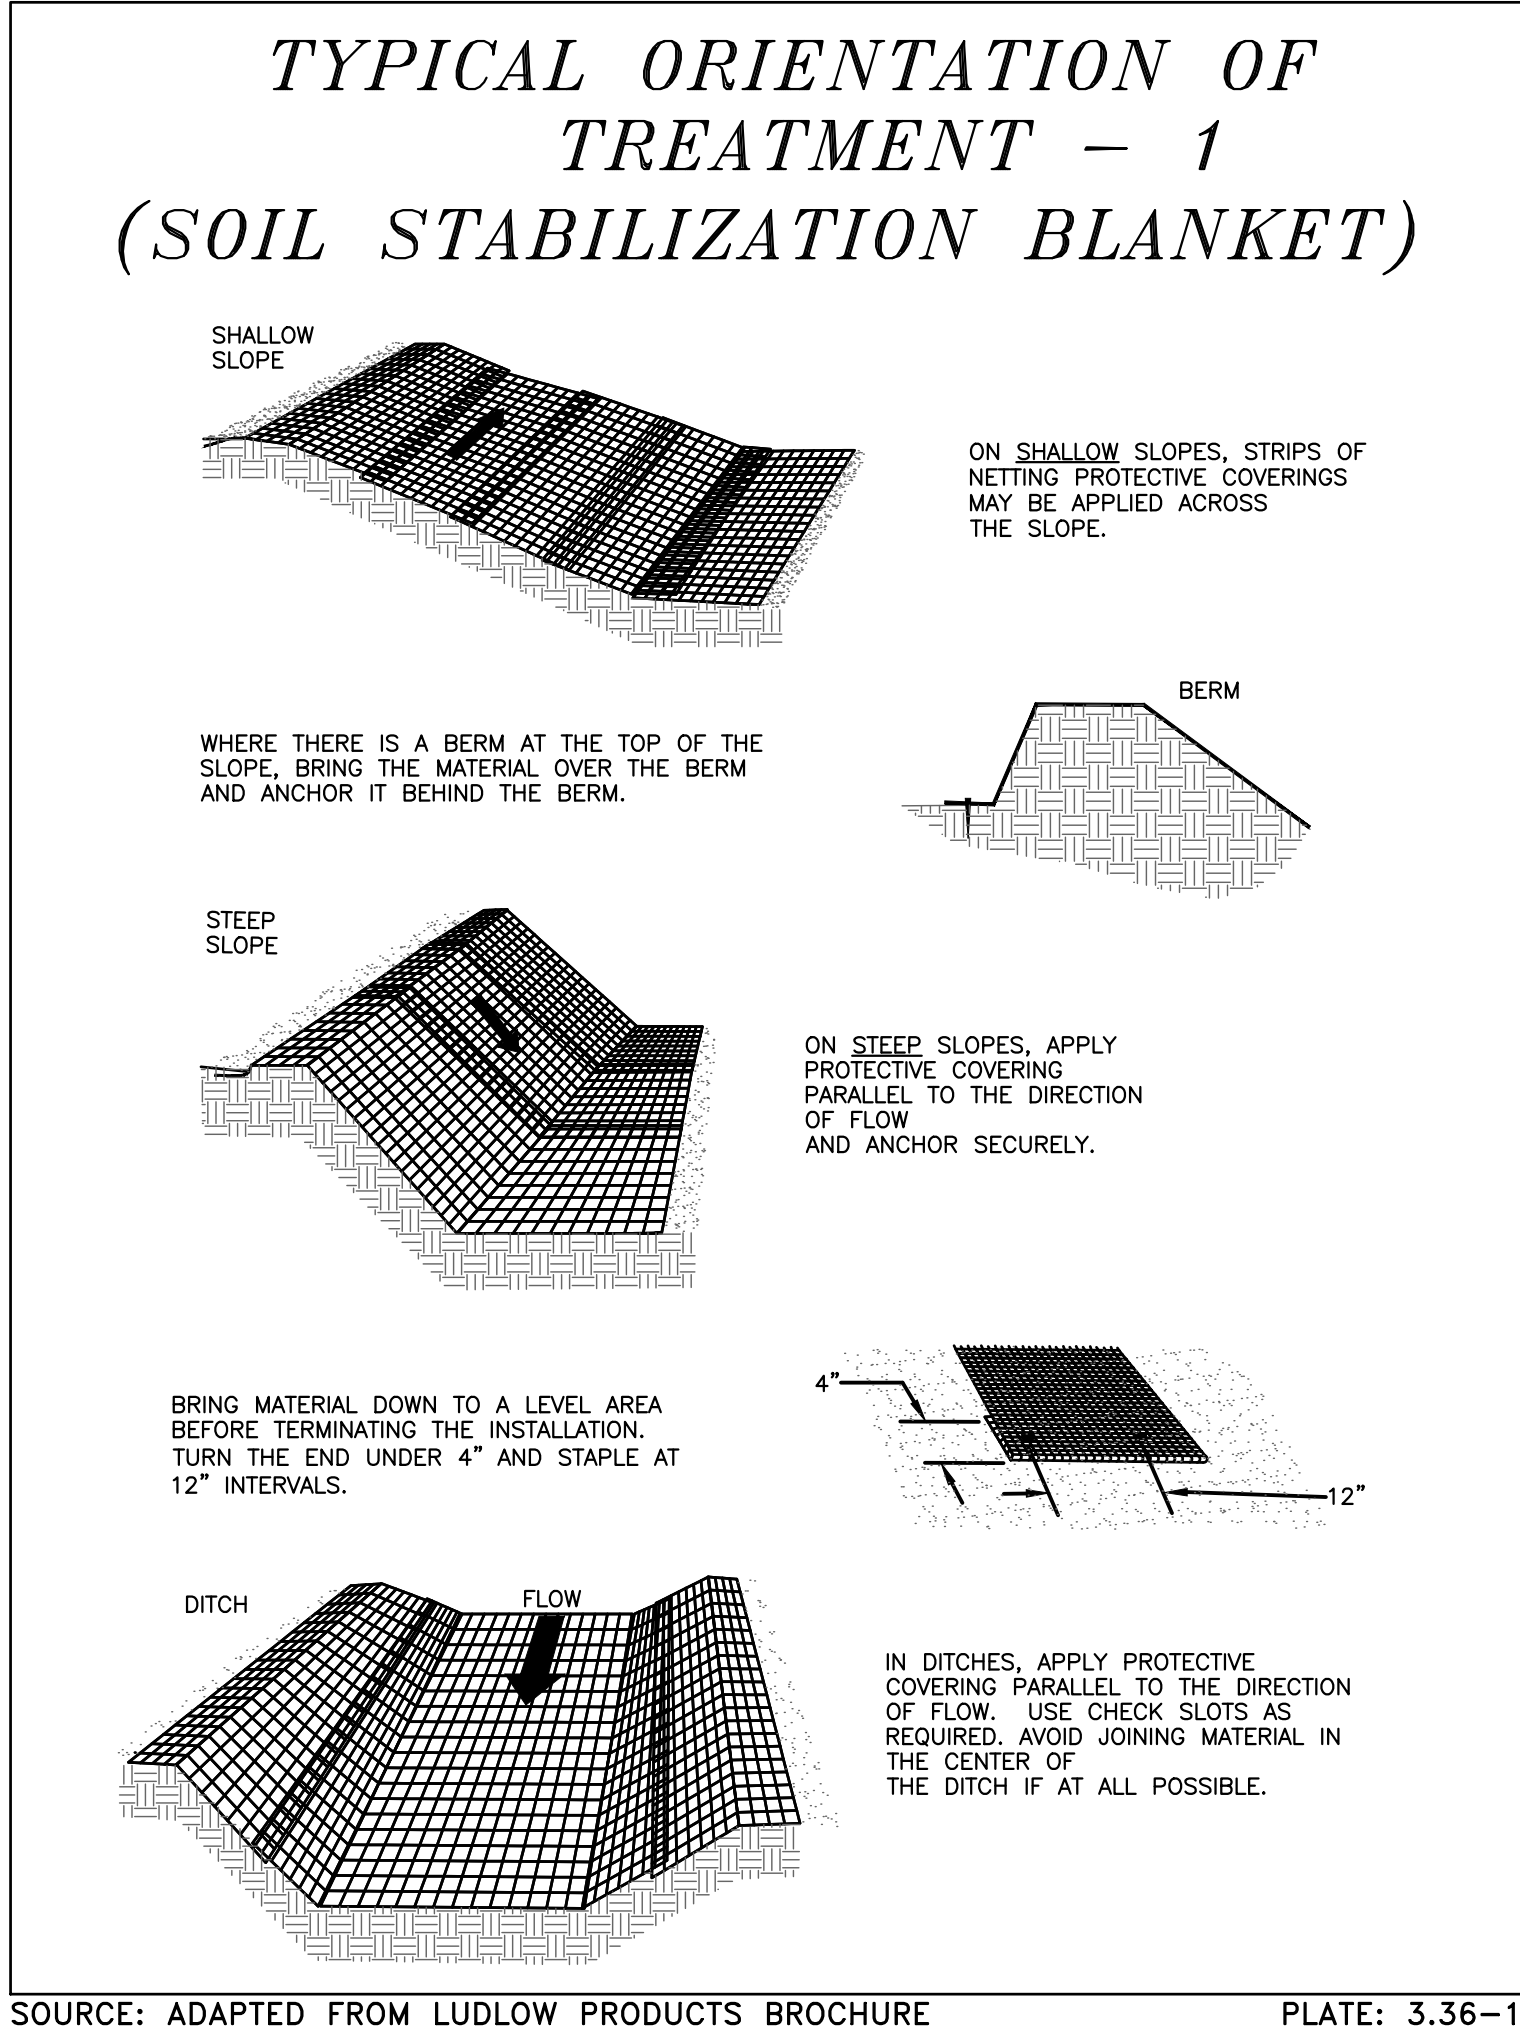 TYPICAL ORIENTATION OF
TREATMENT - 1
(SOIL STABILIZATION BLANKET)
SHALLOW
SLOPE
ON SHALLOW SLOPES, STRIPS OF
NETTING PROTECTIVE COVERINGS
MAY BE APPLIED ACROSS
THE SLOPE.
BERM
WHERE THERE IS A BERM AT THE TOP OF THE
SLOPE, BRING THE MATERIAL OVER THE BERM
AND ANCHOR IT BEHIND THE BERM.
STEEP
SLOPE
ON STEEP SLOPES, APPLY
PROTECTIVE COVERING
PARALLEL TO THE DIRECTION
OF FLOW
AND ANCHOR SECURELY.
4"
BRING MATERIAL DOWN TO A LEVEL AREA
BEFORE TERMINATING THE INSTALLATION.
TURN THE END UNDER 4" AND STAPLE AT
12" INTERVALS.
12"
DITCH
FLOW
IN DITCHES, APPLY PROTECTIVE
COVERING PARALLEL TO THE DIRECTION
OF FLOW. USE CHECK SLOTS AS
REQUIRED. AVOID JOINING MATERIAL IN
THE CENTER OF
THE DITCH IF AT ALL POSSIBLE.
SOURCE: ADAPTED FROM LUDLOW PRODUCTS BROCHURE
PLATE: 3.36-1